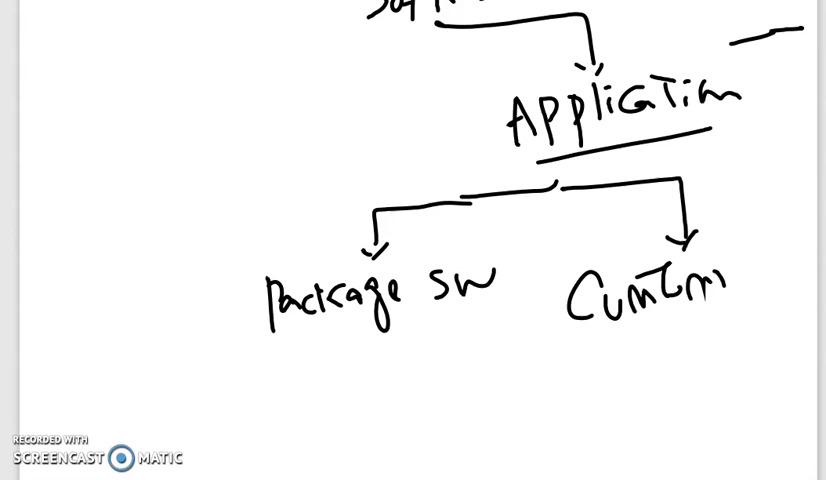 Application
Package SW Custom
RECORDED WITH
SCREENCAST MATIC